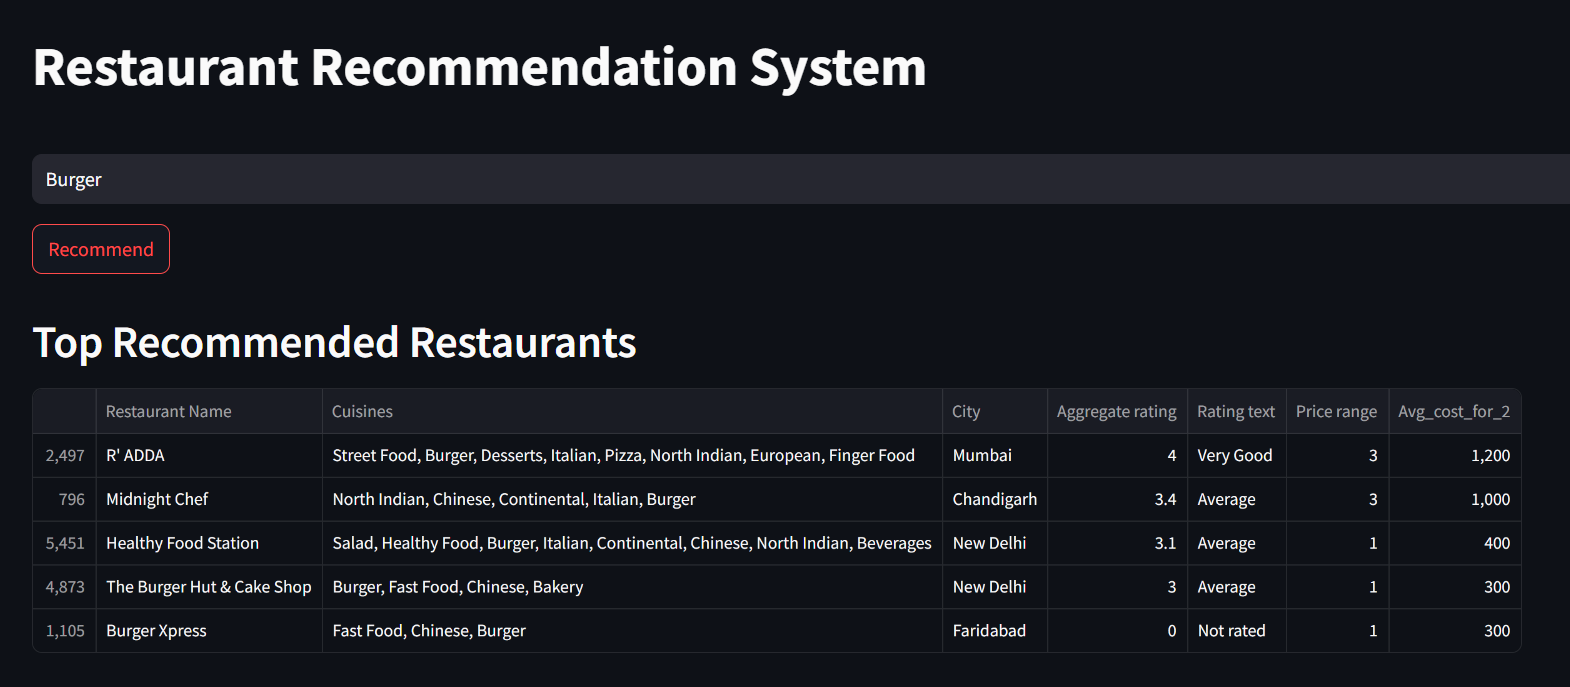 Restaurant Recommendation System
Burger
Recommend
Top Recommended Restaurants
Restaurant Name Cuisines City Aggregate rating Rating text Price range Avg_cost_for_2
2,497 R' ADDA Street Food, Burger, Desserts, Italian, Pizza, North Indian, European, Finger Food Mumbai 4 Very Good 3 1,200
796 Midnight Chef North Indian, Chinese, Continental, Italian, Burger Chandigarh 3.4 Average 3 1,000
5,451 Healthy Food Station Salad, Healthy Food, Burger, Italian, Continental, Chinese, North Indian, Beverages New Delhi 3.1 Average 1 400
4,873 The Burger Hut & Cake Shop Burger, Fast Food, Chinese, Bakery New Delhi 3 Average 1 300
1,105 Burger Xpress Fast Food, Chinese, Burger Faridabad 0 Not rated 1 300